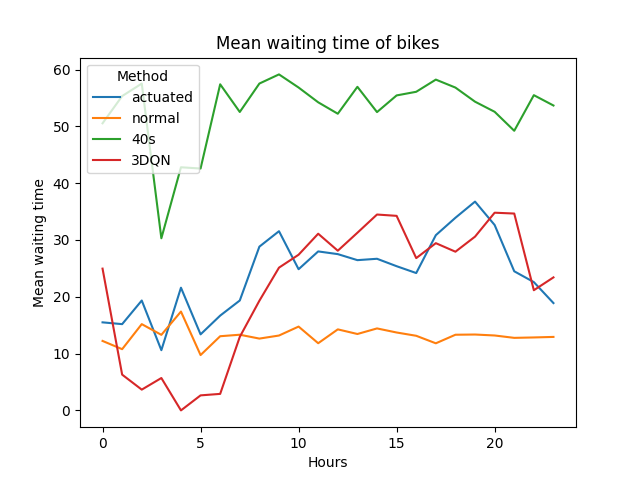 Mean waiting time of bikes
Method
actuated
normal
40s
3DQN
Mean waiting time
60
50
40
30
20
10
0
0 5 10 15 20
Hours